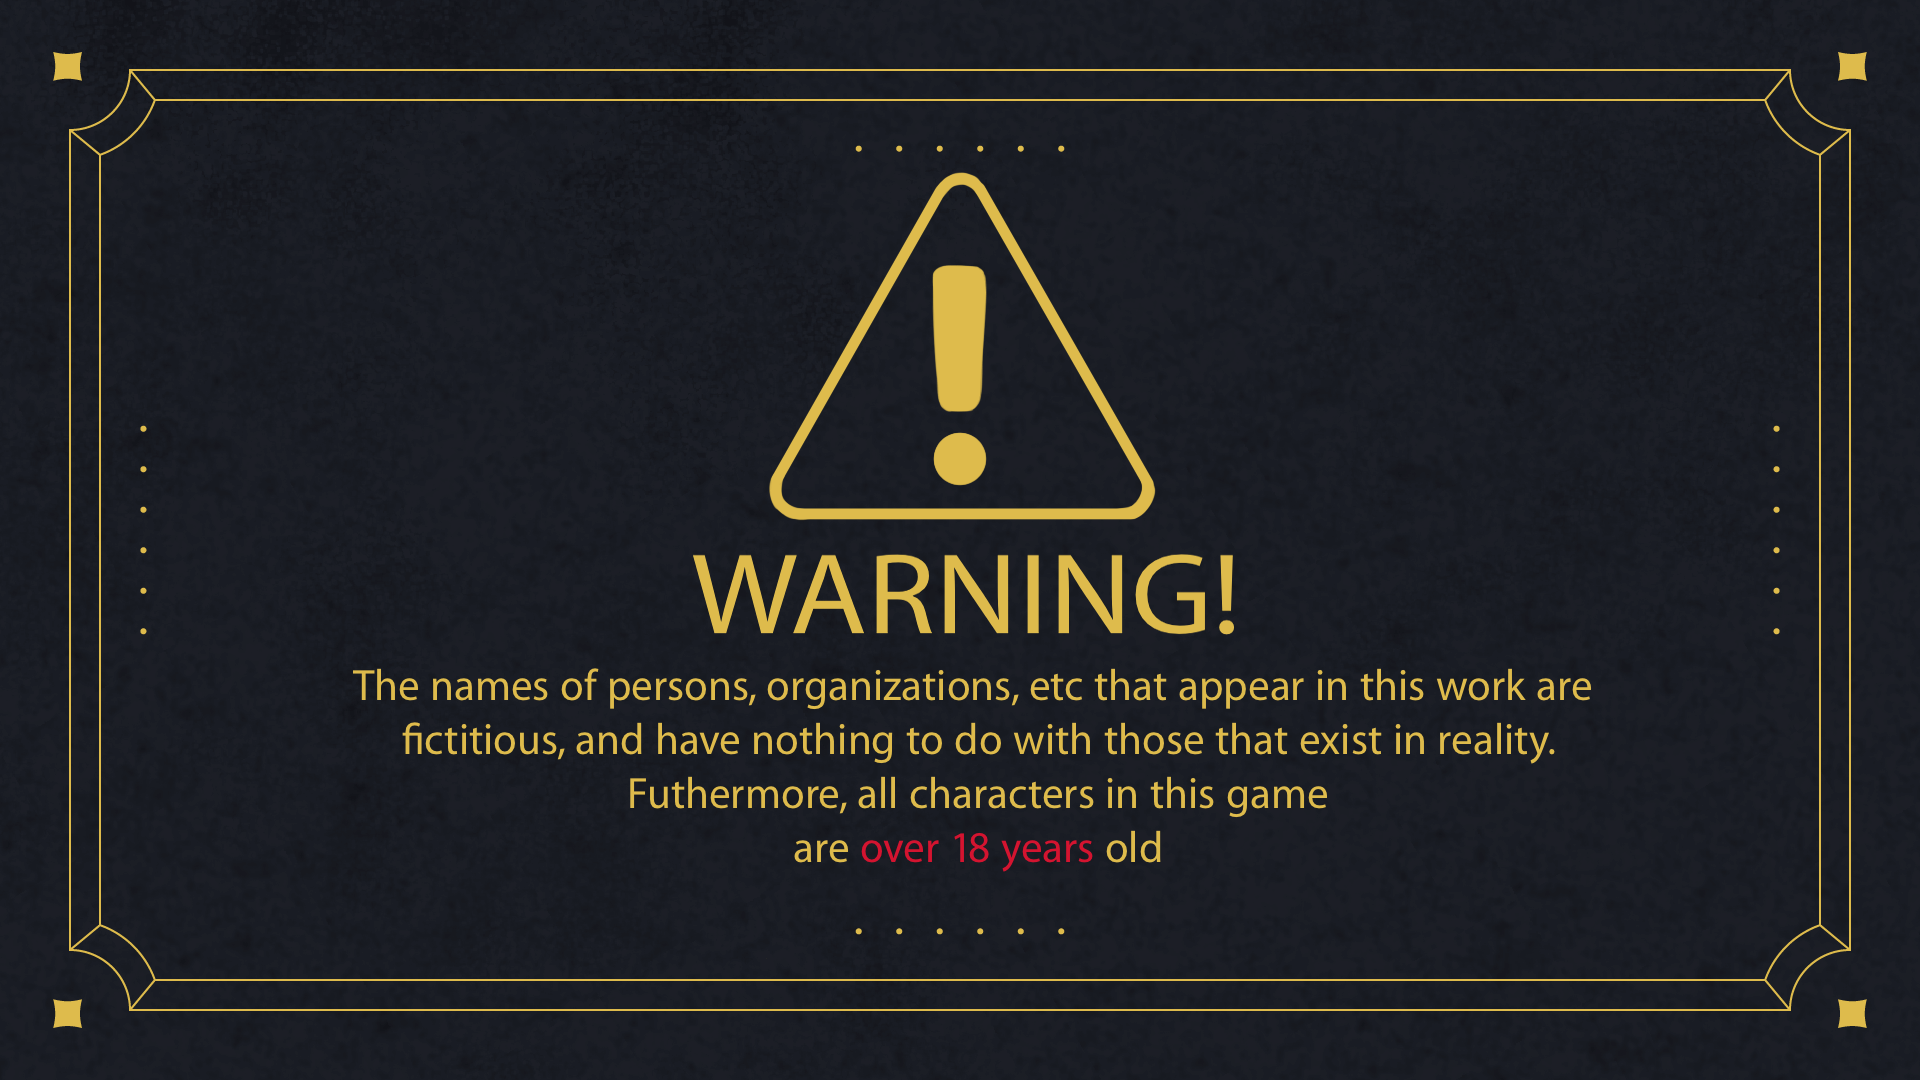 WARNING!
The names of persons, organizations, etc that appear in this work are
fictitious, and have nothing to do with those that exist in reality.
Futhermore, all characters in this game
are over 18 years old